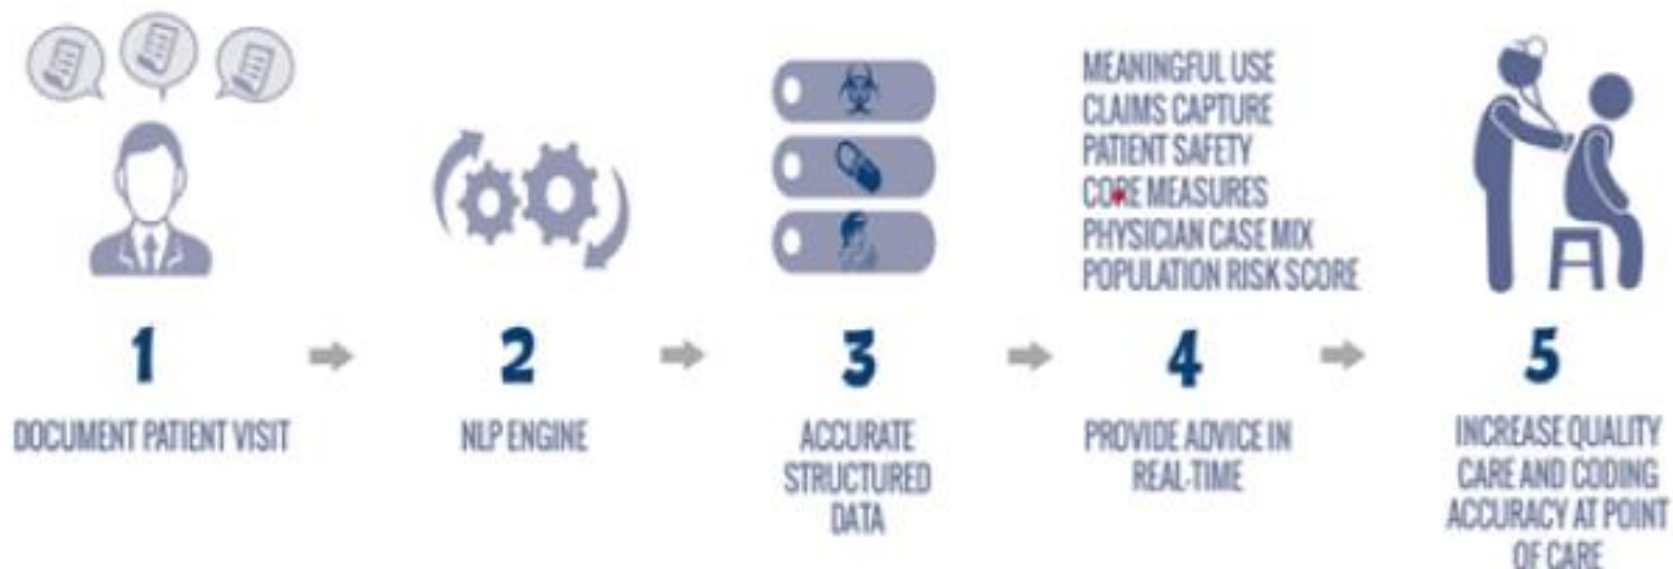 MEANINGFUL USE
CLAIMS CAPTURE
PATIENT SAFETY
CORE MEASURES
PHYSICIAN CASE MIX
POPULATION RISK SCORE
1
2
3
4
5
DOCUMENT PATIENT VISIT
NLP ENGINE
ACCURATE
STRUCTURED
DATA
PROVIDE ADVICE IN
REAL-TIME
INCREASE QUALITY
CARE AND CODING
ACCURACY AT POINT
OF CARE